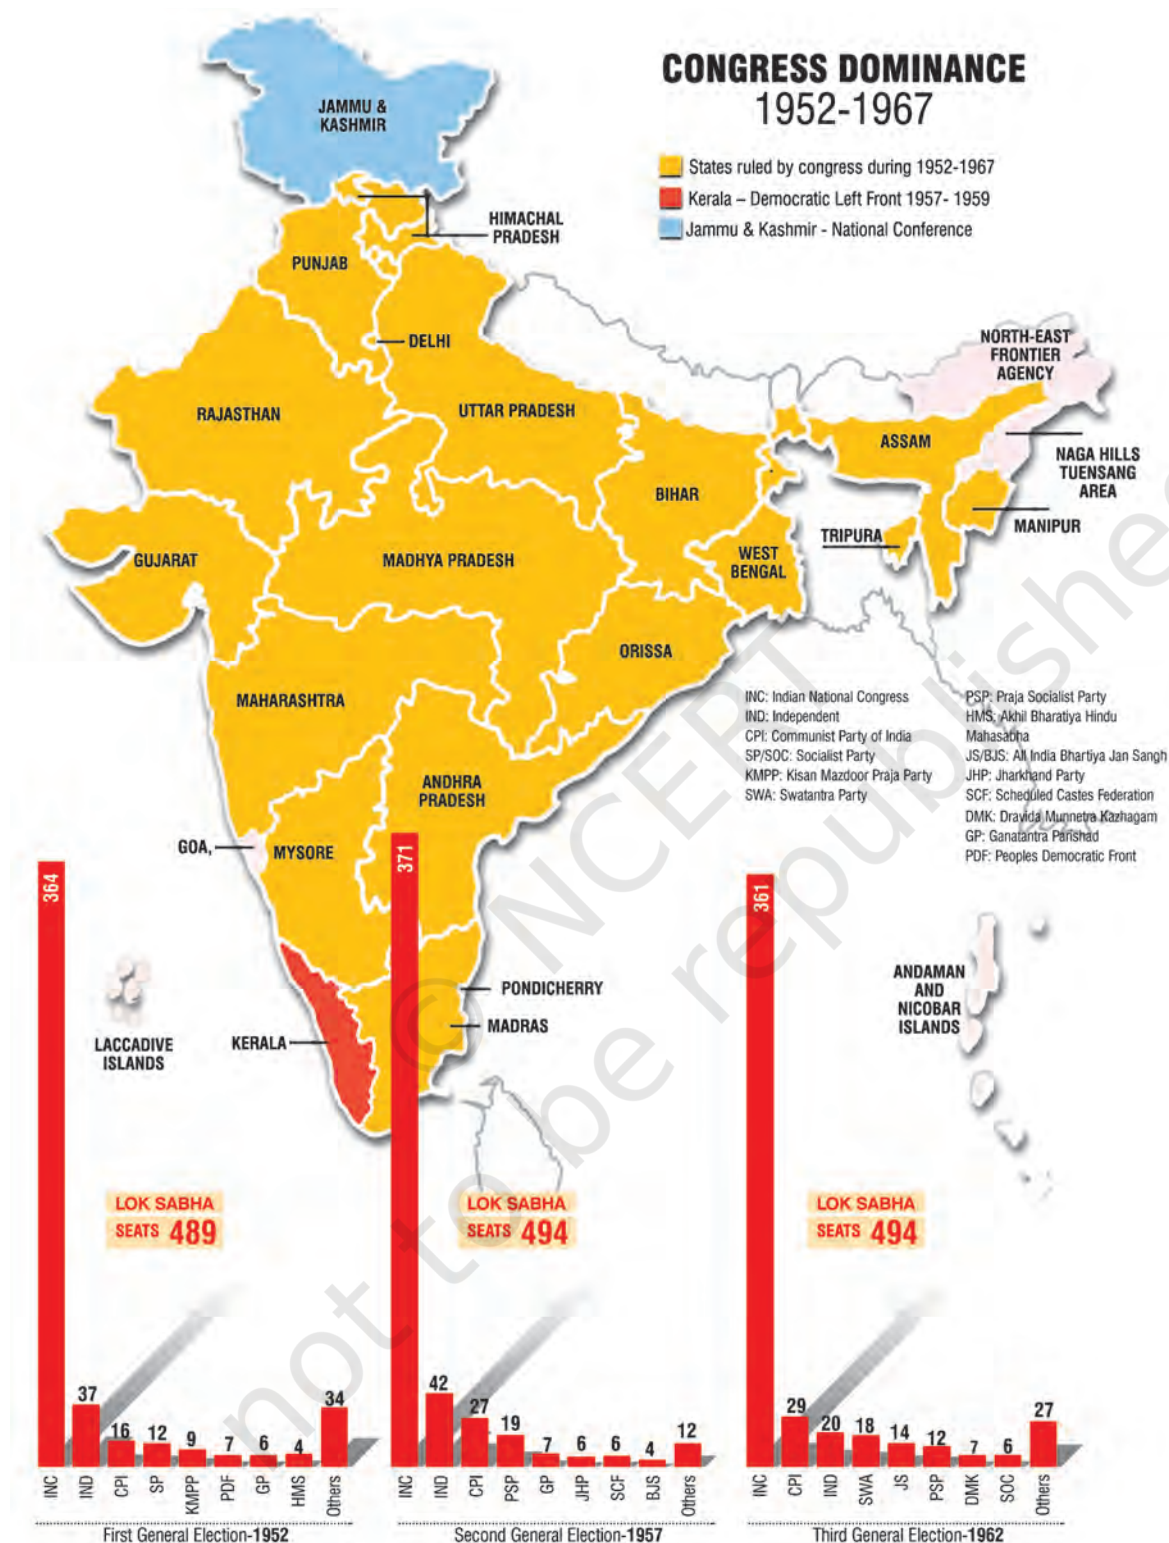 CONGRESS DOMINANCE
1952-1967
States ruled by congress during 1952-1967
Kerala – Democratic Left Front 1957- 1959
Jammu & Kashmir - National Conference
JAMMU &
KASHMIR
HIMACHAL
PRADESH
PUNJAB
DELHI
NORTH-EAST
FRONTIER
AGENCY
RAJASTHAN
UTTAR PRADESH
ASSAM
NAGA HILLS
TUENSANG
AREA
BIHAR
MANIPUR
TRIPURA
GUJARAT
MADHYA PRADESH
WEST
BENGAL
ORISSA
MAHARASHTRA
ANDHRA
PRADESH
GOA,
MYSORE
PONDICHERRY
MADRAS
KERALA
LACCADIVE
ISLANDS
ANDAMAN
AND
NICOBAR
ISLANDS
INC: Indian National Congress
IND: Independent
CPI: Communist Party of India
SP/SOC: Socialist Party
KMPP: Kisan Mazdoor Praja Party
SWA: Swatantra Party
PSP: Praja Socialist Party
HMS: Akhil Bharatiya Hindu
Mahasabha
JS/BJS: All India Bhartiya Jan Sangh
JHP: Jharkhand Party
SCF: Scheduled Castes Federation
DMK: Dravida Munnetra Kazhagam
GP: Ganatantra Parishad
PDF: Peoples Democratic Front
© NCERT
not to be republishe
LOK SABHA
SEATS 489
364 37 16 12 9 7 6 4 34
INC IND CPI SP KMPP PDF GP HMS Others
First General Election-1952
LOK SABHA
SEATS 494
371 42 27 19 7 6 6 4 12
INC IND CPI PSP GP JHP SCF BJS Others
Second General Election-1957
LOK SABHA
SEATS 494
361 29 20 18 14 12 7 6 27
INC CPI IND SWA JS PSP DMK SOC Others
Third General Election-1962